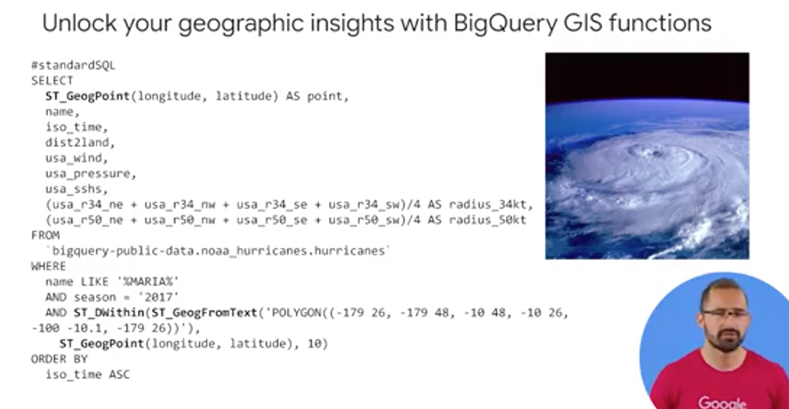 Unlock your geographic insights with BigQuery GIS functions
#standardSQL
SELECT
ST_GeogPoint(longitude, latitude) AS point,
name,
iso_time,
dist2land,
usa_wind,
usa_pressure,
usa_sshs,
(usa_r34_ne + usa_r34_nw + usa_r34_se + usa_r34_sw)/4 AS radius_34kt,
(usa_r50_ne + usa_r50_nw + usa_r50_se + usa_r50_sw)/4 AS radius_50kt
FROM
`bigquery-public-data.noaa_hurricanes.hurricanes`
WHERE
name LIKE '%MARIA%'
AND season = '2017'
AND ST_DWithin(ST_GeogFromText('POLYGON((-179 26, -179 48, -10 48, -10 26,
-100 -10.1, -179 26))'),
ST_GeogPoint(longitude, latitude), 10)
ORDER BY
iso_time ASC
Google